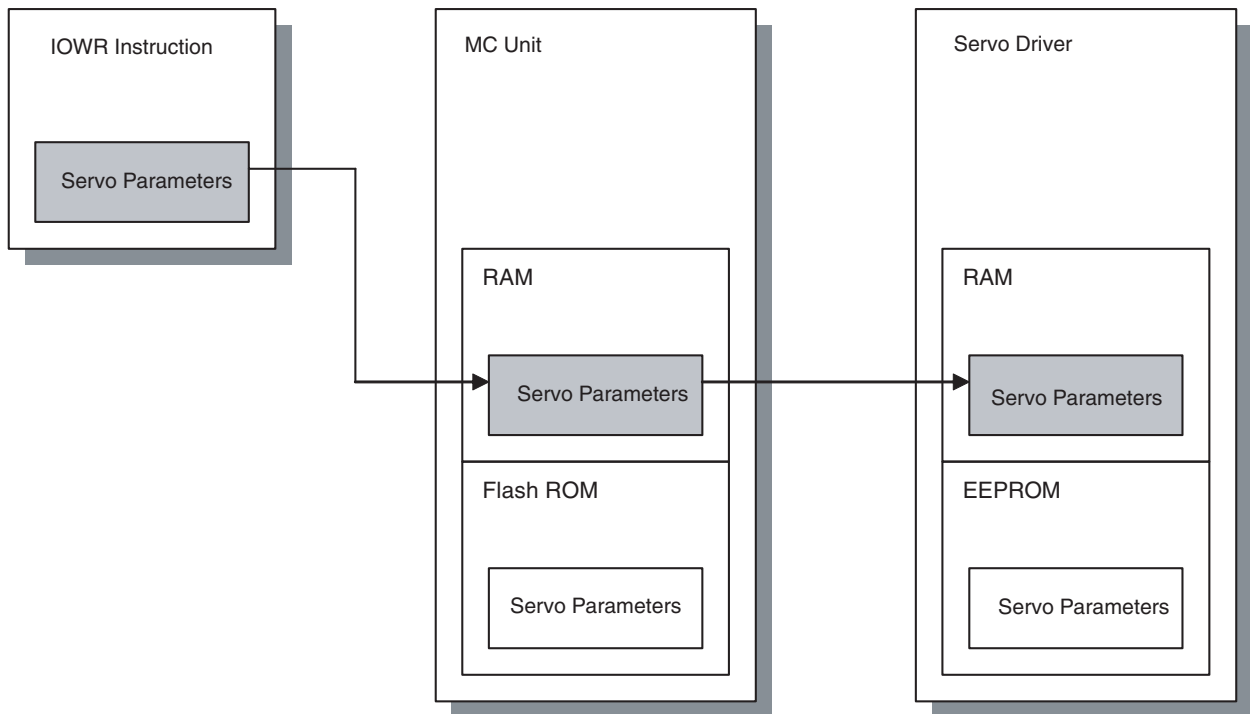 IOWR Instruction
Servo Parameters
MC Unit
RAM
Servo Parameters
Flash ROM
Servo Parameters
Servo Driver
RAM
Servo Parameters
EEPROM
Servo Parameters